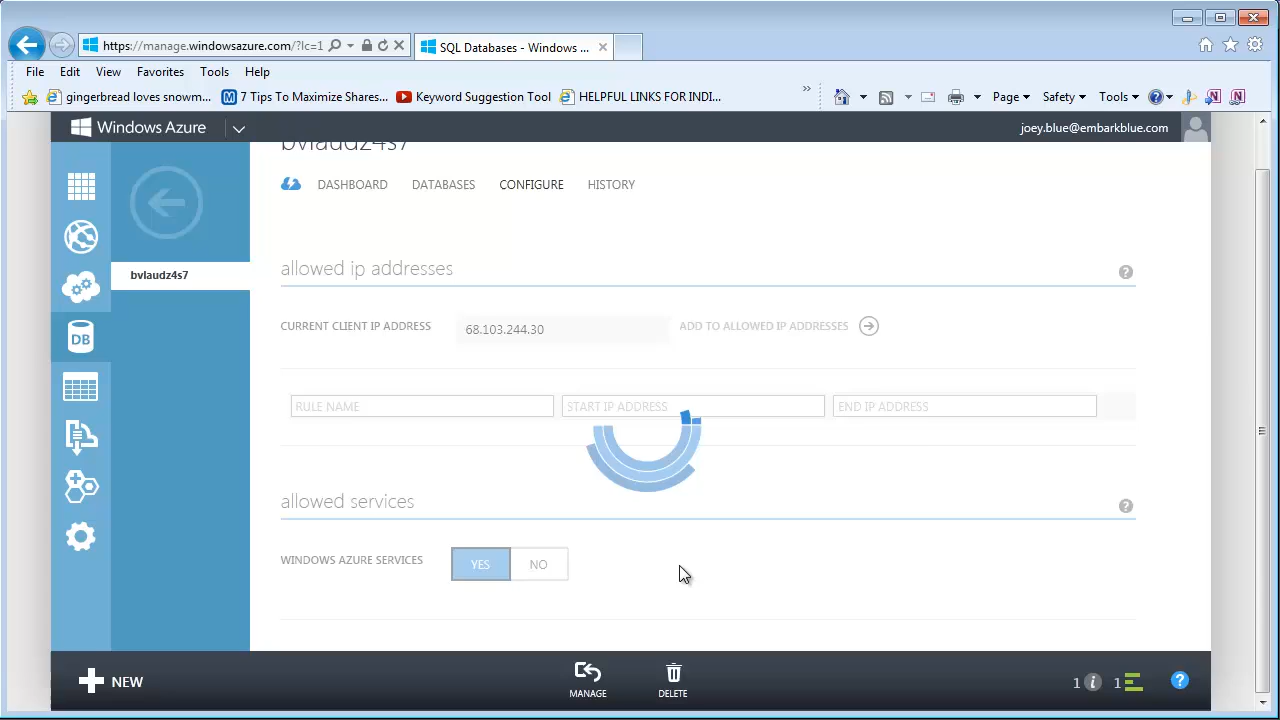 https://manage.windowsazure.com/?lc=1
SQL Databases - Windows ...
File Edit View Favorites Tools Help
gingerbread loves snowm...
7 Tips To Maximize Shares...
Keyword Suggestion Tool
HELPFUL LINKS FOR INDI...
Page
Safety
Tools
Windows Azure
joey.blue@embarkblue.com
bvlaudz4s7
DASHBOARD DATABASES CONFIGURE HISTORY
bvlaudz4s7
allowed ip addresses
?
CURRENT CLIENT IP ADDRESS
68.103.244.30
ADD TO ALLOWED IP ADDRESSES
DB
RULE NAME
START IP ADDRESS
END IP ADDRESS
allowed services
?
WINDOWS AZURE SERVICES
YES
NO
NEW
MANAGE
DELETE
1 i
1
?